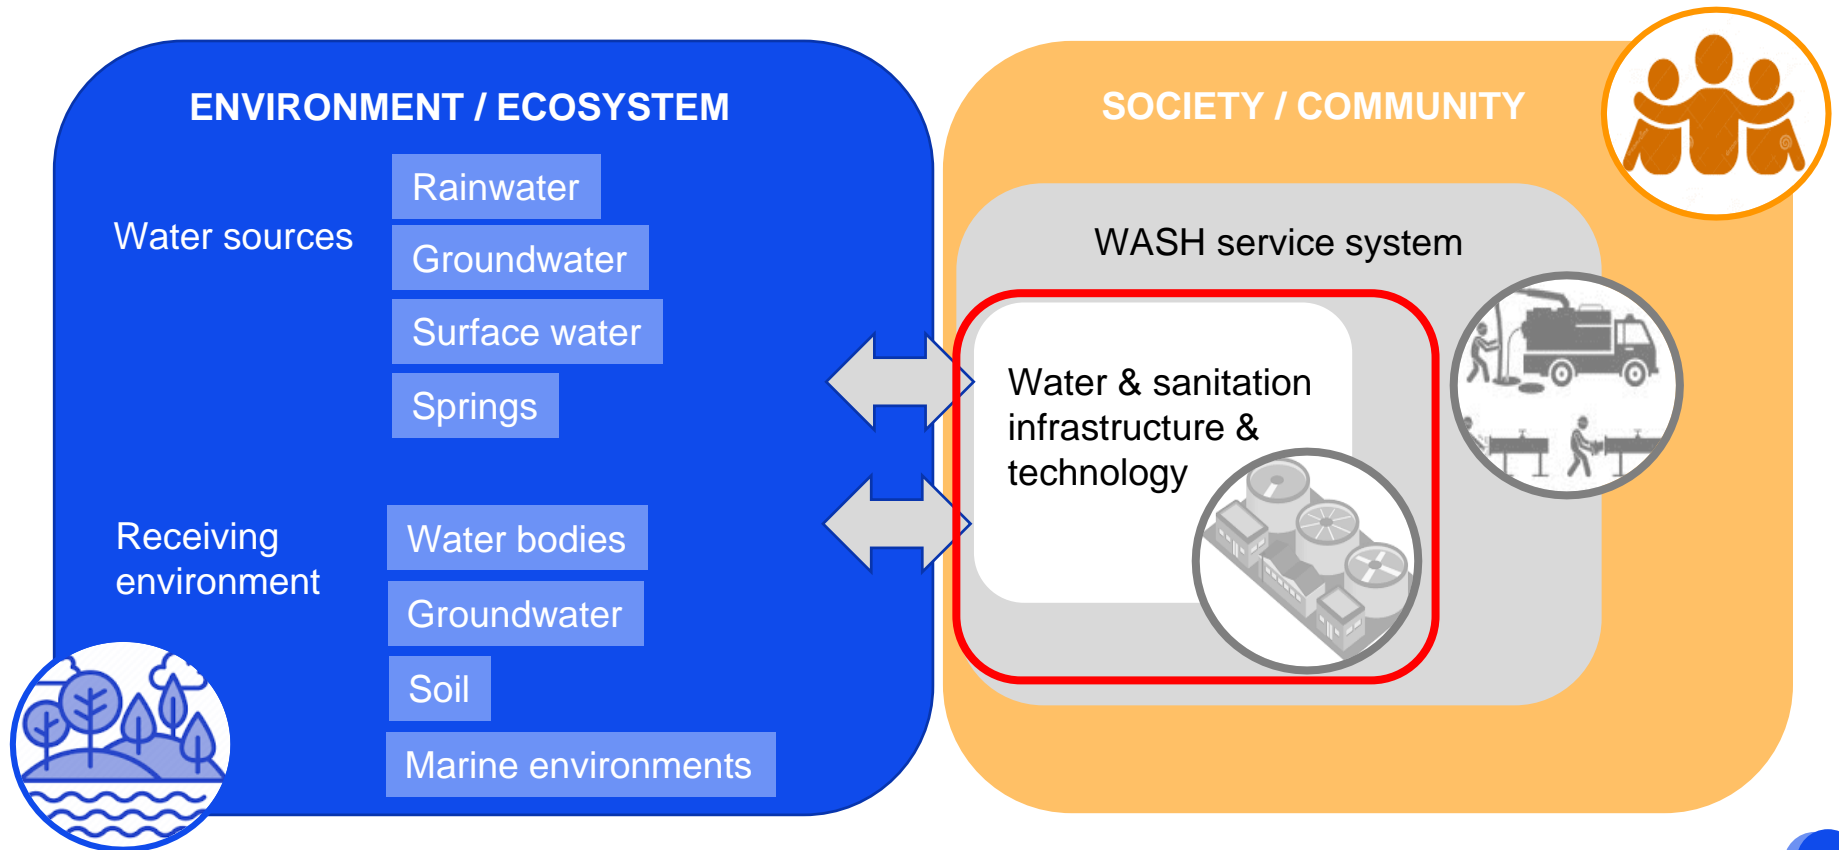 ENVIRONMENT / ECOSYSTEM
Water sources
Rainwater
Groundwater
Surface water
Springs
Receiving
environment
Water bodies
Groundwater
Soil
Marine environments
SOCIETY / COMMUNITY
WASH service system
Water & sanitation
infrastructure &
technology